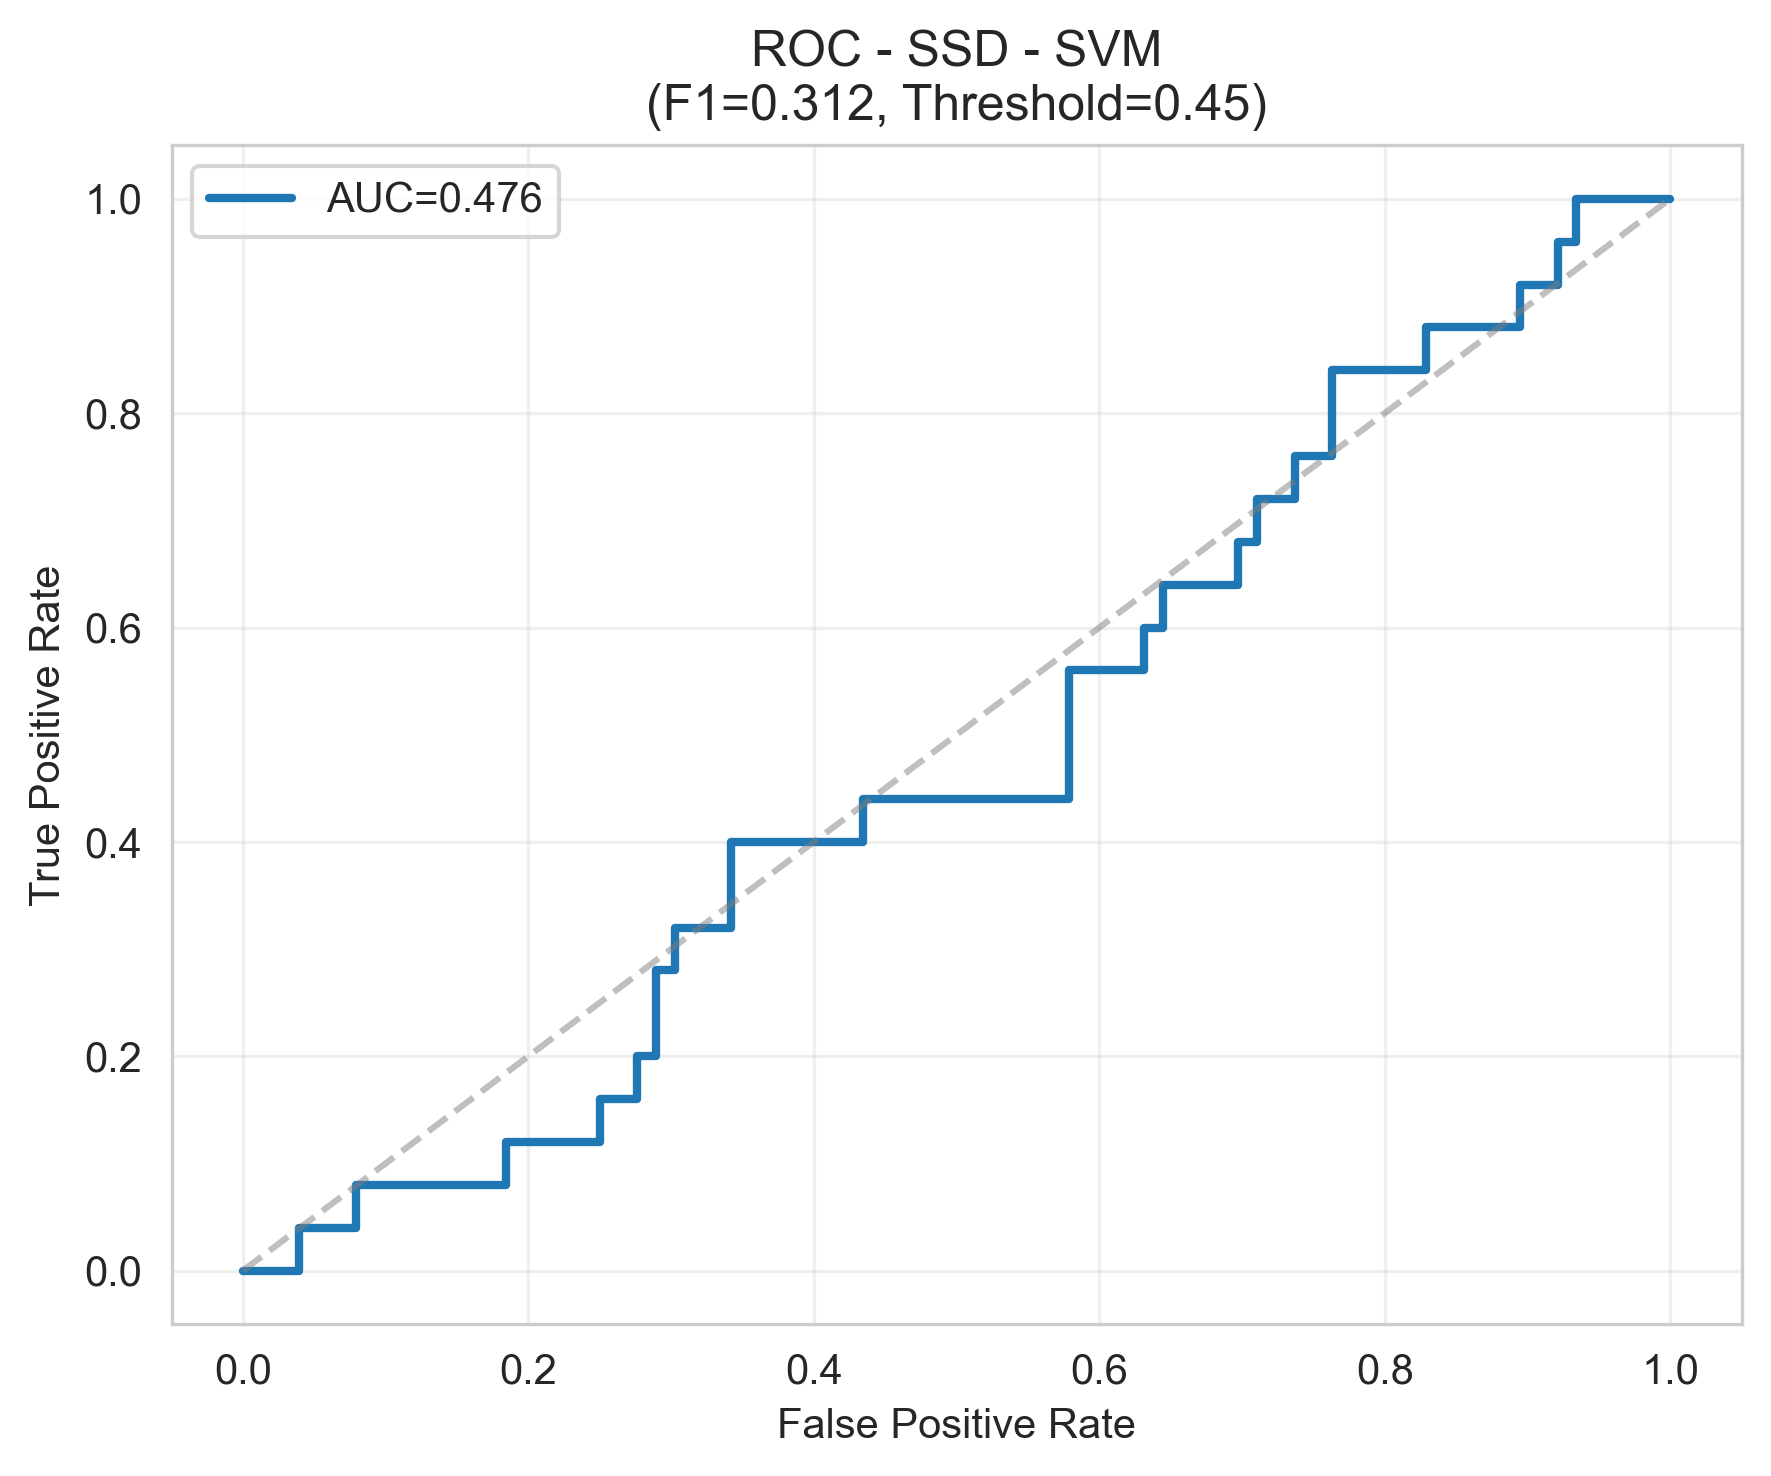 ROC - SSD - SVM
(F1=0.312, Threshold=0.45)
AUC=0.476
1.0
0.8
0.6
0.4
0.2
0.0
True Positive Rate
0.0 0.2 0.4 0.6 0.8 1.0
False Positive Rate